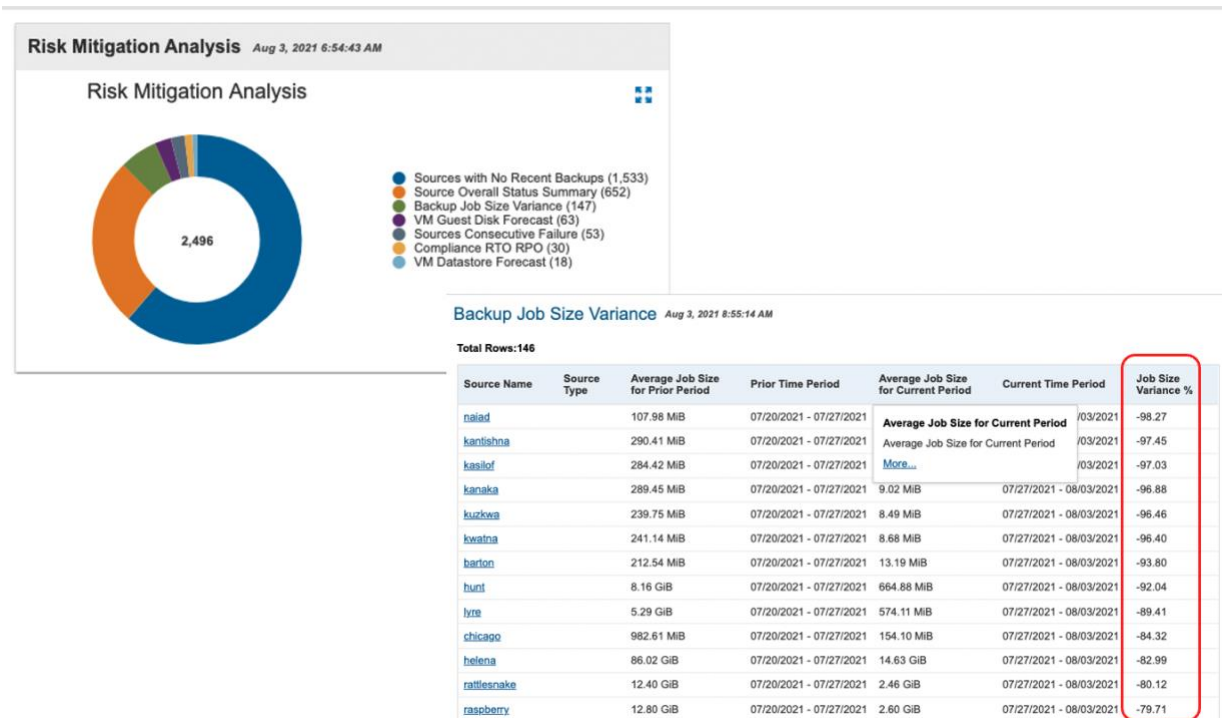 Risk Mitigation Analysis Aug 3, 2021 6:54:43 AM
Risk Mitigation Analysis
2,496
Sources with No Recent Backups (1,533)
Source Overall Status Summary (652)
Backup Job Size Variance (147)
VM Guest Disk Forecast (63)
Sources Consecutive Failure (53)
Compliance RTO RPO (30)
VM Datastore Forecast (18)
Backup Job Size Variance Aug 3, 2021 8:55:14 AM
Total Rows:146
Source Name Source Type Average Job Size for Prior Period Prior Time Period Average Job Size for Current Period Current Time Period Job Size Variance %
naiad 107.98 MiB 07/20/2021 - 07/27/2021 /03/2021 -98.27
Average Job Size for Current Period
kantishna 290.41 MiB 07/20/2021 - 07/27/2021 Average Job Size for Current Period /03/2021 -97.45
kasilof 284.42 MiB 07/20/2021 - 07/27/2021 More... /03/2021 -97.03
kanaka 289.45 MiB 07/20/2021 - 07/27/2021 9.02 MiB 07/27/2021 - 08/03/2021 -96.88
kuzkwa 239.75 MiB 07/20/2021 - 07/27/2021 8.49 MiB 07/27/2021 - 08/03/2021 -96.46
kwatna 241.14 MiB 07/20/2021 - 07/27/2021 8.68 MiB 07/27/2021 - 08/03/2021 -96.40
barton 212.54 MiB 07/20/2021 - 07/27/2021 13.19 MiB 07/27/2021 - 08/03/2021 -93.80
hunt 8.16 GiB 07/20/2021 - 07/27/2021 664.88 MiB 07/27/2021 - 08/03/2021 -92.04
lyre 5.29 GiB 07/20/2021 - 07/27/2021 574.11 MiB 07/27/2021 - 08/03/2021 -89.41
chicago 982.61 MiB 07/20/2021 - 07/27/2021 154.10 MiB 07/27/2021 - 08/03/2021 -84.32
helena 86.02 GiB 07/20/2021 - 07/27/2021 14.63 GiB 07/27/2021 - 08/03/2021 -82.99
rattlesnake 12.40 GiB 07/20/2021 - 07/27/2021 2.46 GiB 07/27/2021 - 08/03/2021 -80.12
raspberry 12.80 GiB 07/20/2021 - 07/27/2021 2.60 GiB 07/27/2021 - 08/03/2021 -79.71